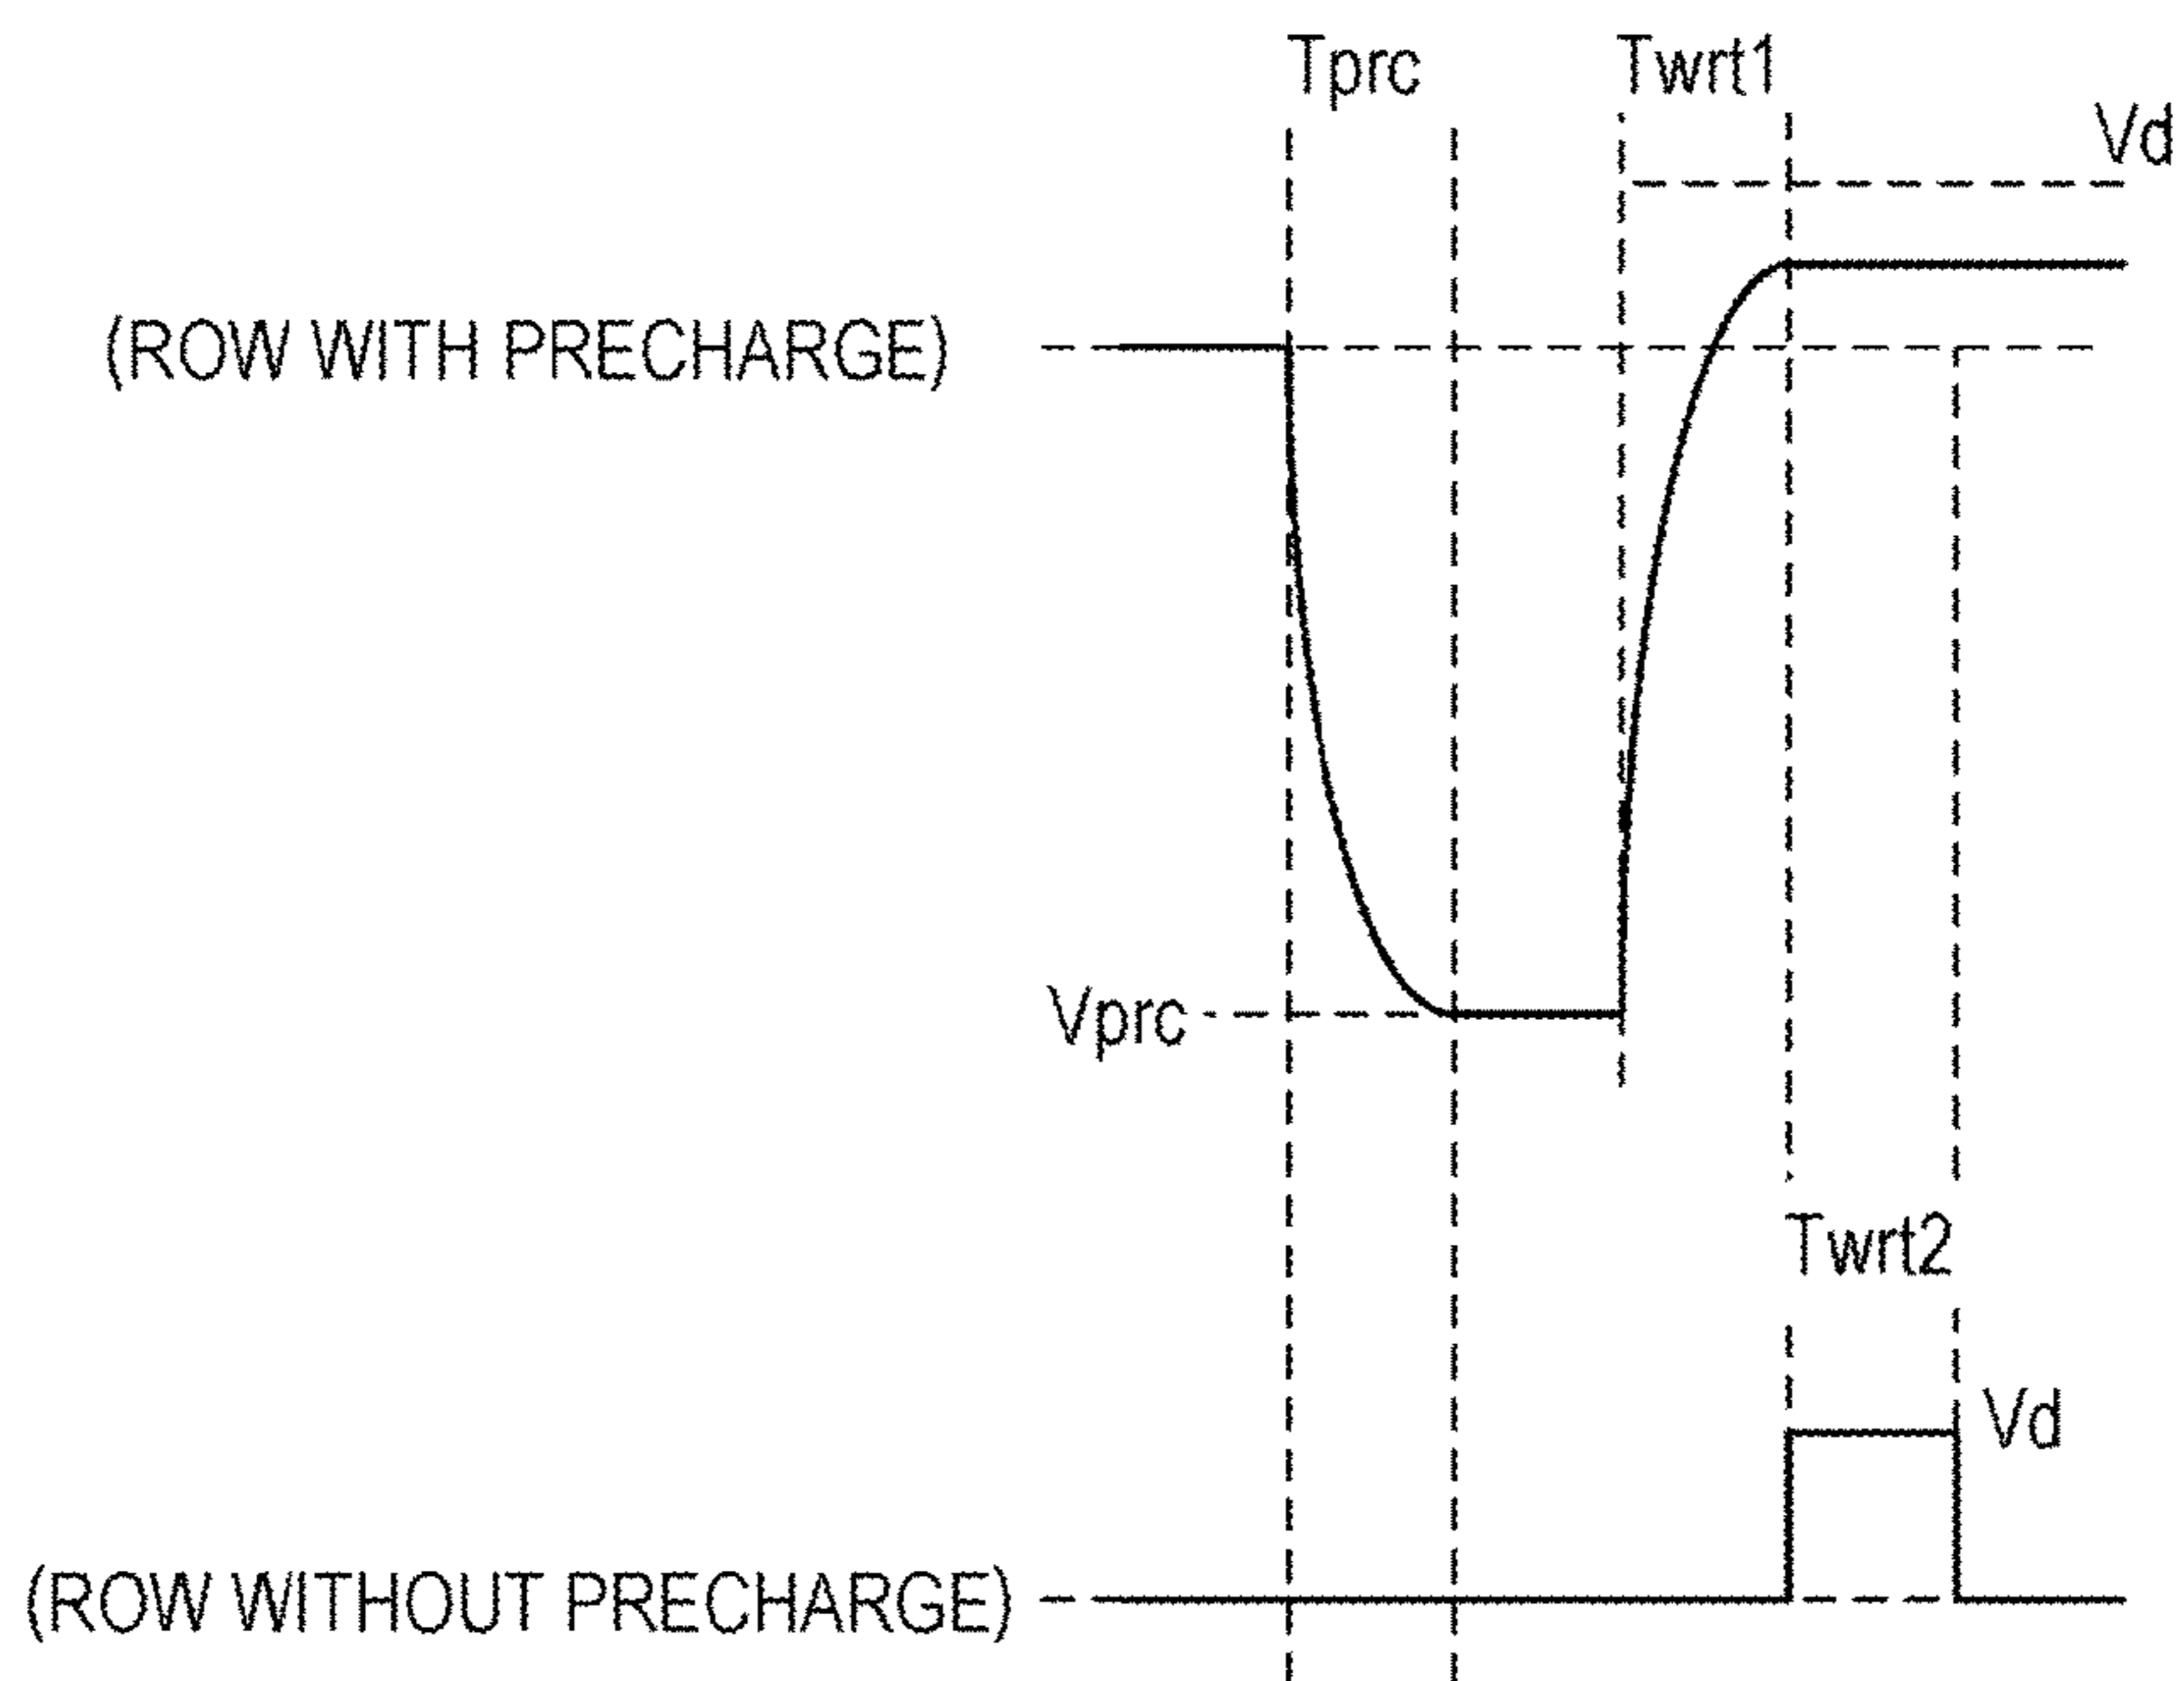 Tprc
Twrt1
Vd
(ROW WITH PRECHARGE)
Vprc
Twrt2
Vd
(ROW WITHOUT PRECHARGE)